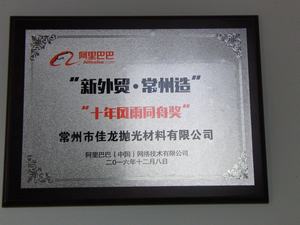 阿里巴巴
Alibaba.com
“新外贸·常州造”
“十年风雨同舟奖”
常州市佳龙抛光材料有限公司
阿里巴巴（中国）网络技术有限公司
二〇一六年十二月八日